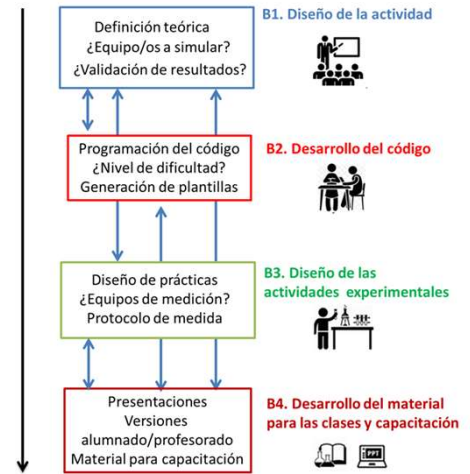 Definición teórica
¿Equipo/os a simular?
¿Validación de resultados?
B1. Diseño de la actividad
Programación del código
¿Nivel de dificultad?
Generación de plantillas
B2. Desarrollo del código
Diseño de prácticas
¿Equipos de medición?
Protocolo de medida
B3. Diseño de las
actividades experimentales
Presentaciones
Versiones
alumnado/profesorado
Material para capacitación
B4. Desarrollo del material
para las clases y capacitación
PPT